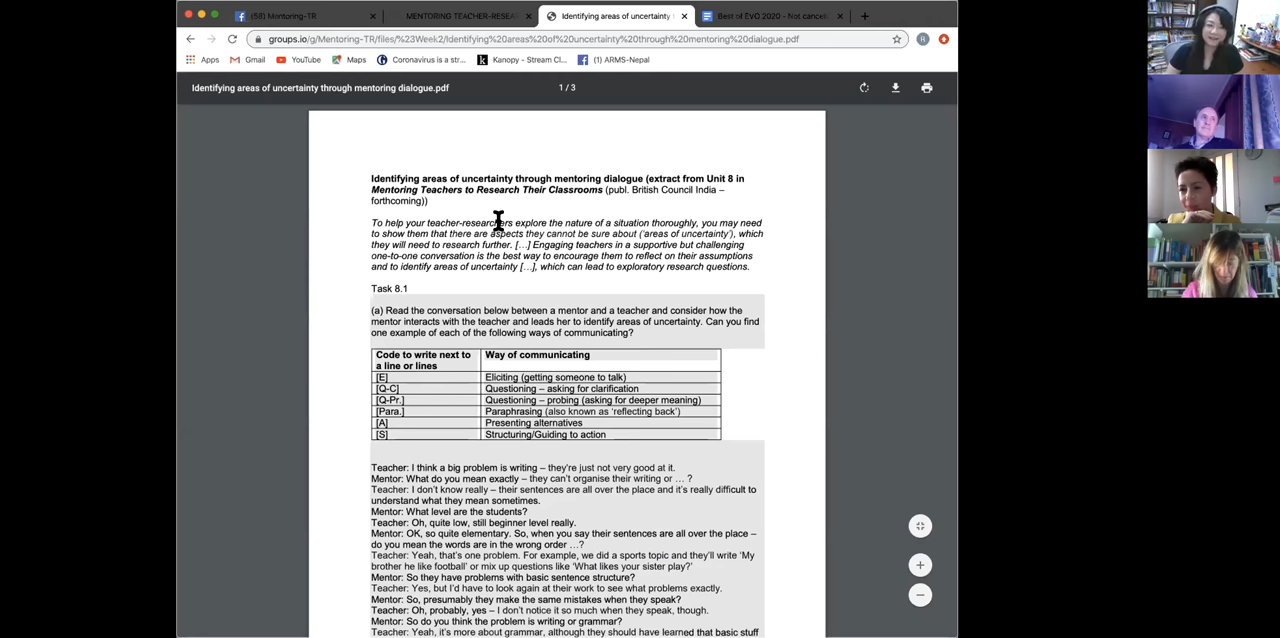 (58) Mentoring-TR
MENTORING TEACHER-RESEA
Identifying areas of uncertainty
Best of EVO 2020 - Not cancell
groups.io/g/Mentoring-TR/files/%23Week2/Identifying%20areas%20of%20uncertainty%20through%20mentoring%20dialogue.pdf
R
Apps
Gmail
YouTube
Maps
Coronavirus is a str...
Kanopy - Stream Cl...
(1) ARMS-Nepal
Identifying areas of uncertainty through mentoring dialogue.pdf
1 / 3
Identifying areas of uncertainty through mentoring dialogue (extract from Unit 8 in
Mentoring Teachers to Research Their Classrooms (publ. British Council India –
forthcoming))
To help your teacher-researchers explore the nature of a situation thoroughly, you may need
to show them that there are aspects they cannot be sure about ('areas of uncertainty'), which
they will need to research further. [...] Engaging teachers in a supportive but challenging
one-to-one conversation is the best way to encourage them to reflect on their assumptions
and to identify areas of uncertainty [...], which can lead to exploratory research questions.
Task 8.1
(a) Read the conversation below between a mentor and a teacher and consider how the
mentor interacts with the teacher and leads her to identify areas of uncertainty. Can you find
one example of each of the following ways of communicating?
Code to write next to
a line or lines
Way of communicating
[E] Eliciting (getting someone to talk)
[Q-C] Questioning – asking for clarification
[Q-Pr.] Questioning – probing (asking for deeper meaning)
[Para.] Paraphrasing (also known as 'reflecting back')
[A] Presenting alternatives
[S] Structuring/Guiding to action
Teacher: I think a big problem is writing – they're just not very good at it.
Mentor: What do you mean exactly – they can't organise their writing or ... ?
Teacher: I don't know really – their sentences are all over the place and it's really difficult to
understand what they mean sometimes.
Mentor: What level are the students?
Teacher: Oh, quite low, still beginner level really.
Mentor: OK, so quite elementary. So, when you say their sentences are all over the place –
do you mean the words are in the wrong order ...?
Teacher: Yeah, that's one problem. For example, we did a sports topic and they'll write 'My
brother he like football' or mix up questions like 'What likes your sister play?'
Mentor: So they have problems with basic sentence structure?
Teacher: Yes, but I'd have to look again at their work to see what problems exactly.
Mentor: So, presumably they make the same mistakes when they speak?
Teacher: Oh, probably, yes – I don't notice it so much when they speak, though.
Mentor: So do you think the problem is writing or grammar?
Teacher: Yeah, it's more about grammar, although they should have learned that basic stuff